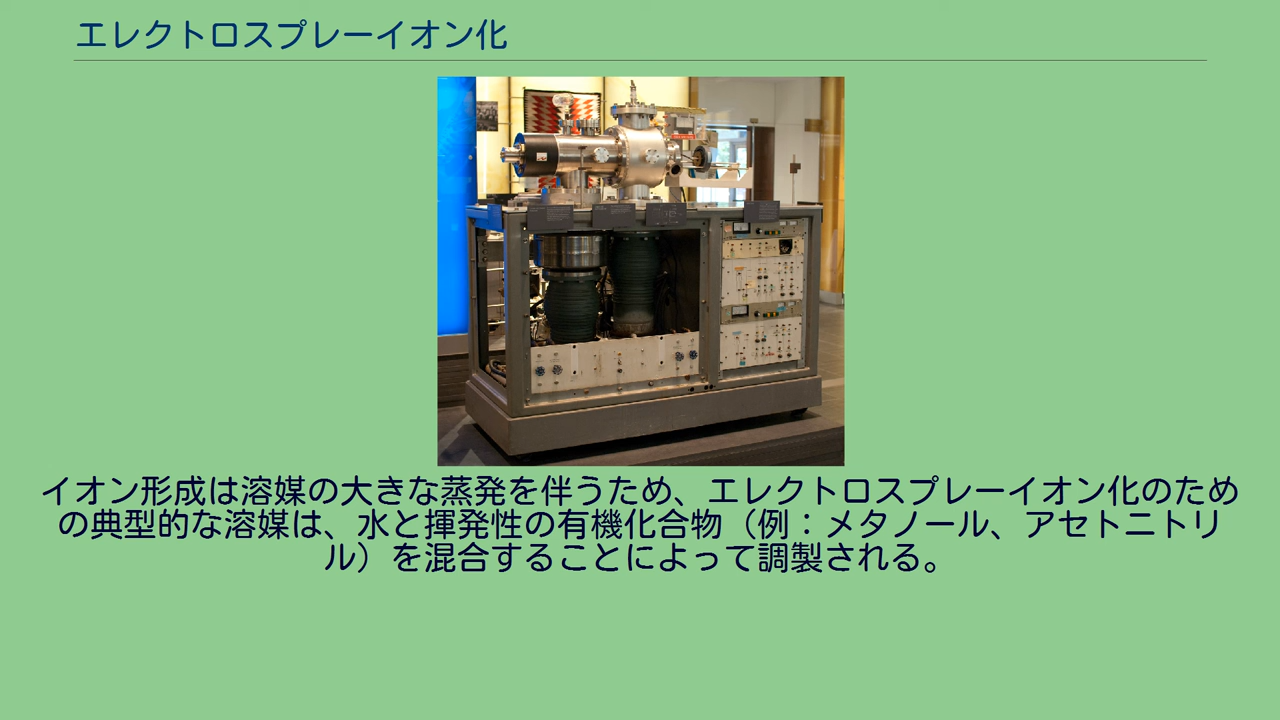 エレクトロスプレーイオン化
イオン形成は溶媒の大きな蒸発を伴うため、エレクトロスプレーイオン化のため
の典型的な溶媒は、水と揮発性の有機化合物（例：メタノール、アセトニトリ
ル）を混合することによって調製される。